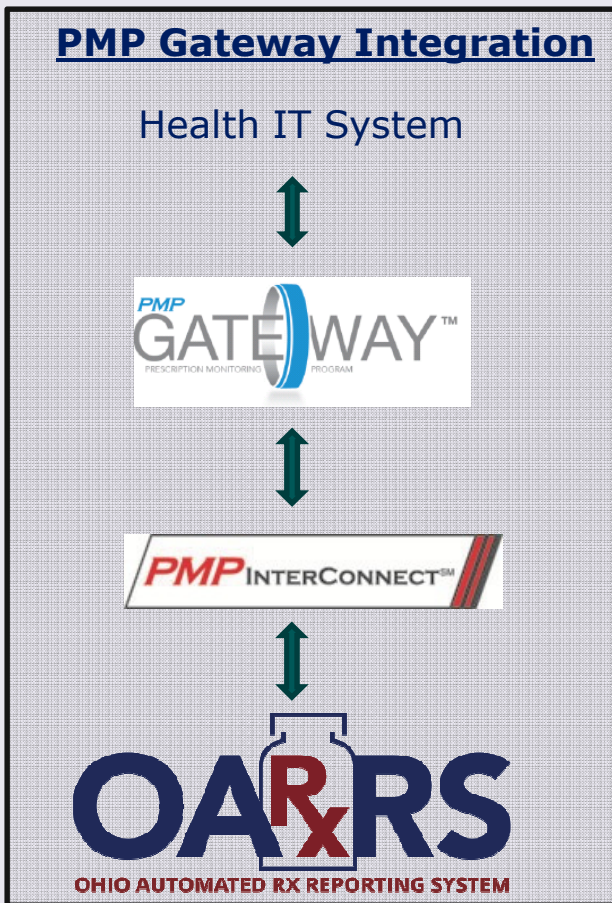 PMP Gateway Integration
Health IT System
PMP
GATEWAY™
PRESCRIPTION MONITORING PROGRAM
PMP INTERCONNECT℠
OARxRS
OHIO AUTOMATED RX REPORTING SYSTEM